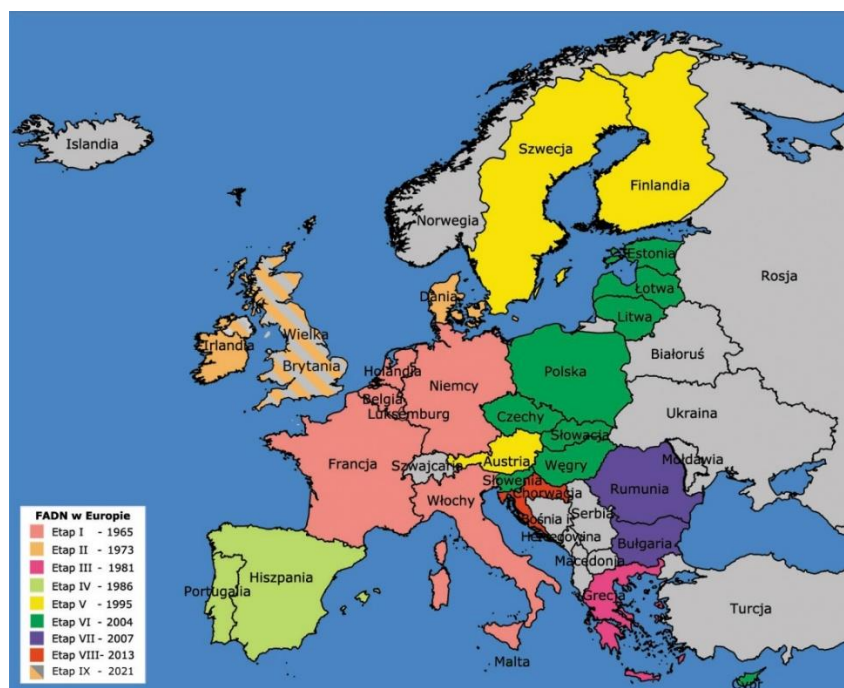 Islandia
Szwecja
Finlandia
Norwegia
Rosja
Estonia
Łotwa
Litwa
Dania
Irlandia
Wielka
Brytania
Białoruś
Holandia
Niemcy
Polska
Belgia
Luksemburg
Ukraina
Czechy
Słowacja
Francja
Szwajcaria
Austria
Węgry
Mołdawia
Słowenia
Chorwacja
Rumunia
Włochy
Bośnia i
Hercegowina
Serbia
Bułgaria
Macedonia
Hiszpania
Portugalia
Grecja
Turcja
Malta
Cypr
FADN w Europie
Etap I - 1965
Etap II - 1973
Etap III - 1981
Etap IV - 1986
Etap V - 1995
Etap VI - 2004
Etap VII - 2007
Etap VIII- 2013
Etap IX - 2021